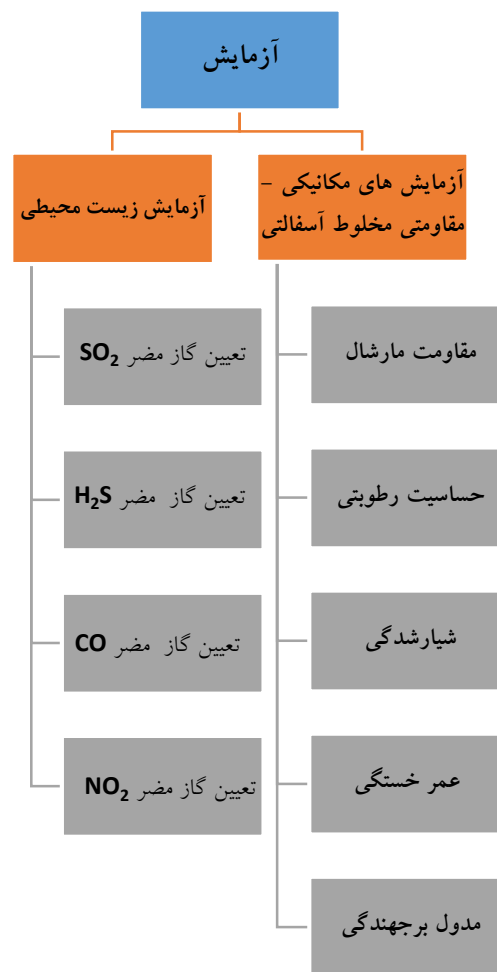 آزمایش
آزمایش های مکانیکی –
مقاومتی مخلوط آسفالتی
مقاومت مارشال
حساسیت رطوبتی
شیارشدگی
عمر خستگی
مدول برجهندگی
آزمایش زیست محیطی
تعیین گاز مضر SO₂
تعیین گاز مضر H₂S
تعیین گاز مضر CO
تعیین گاز مضر NO₂